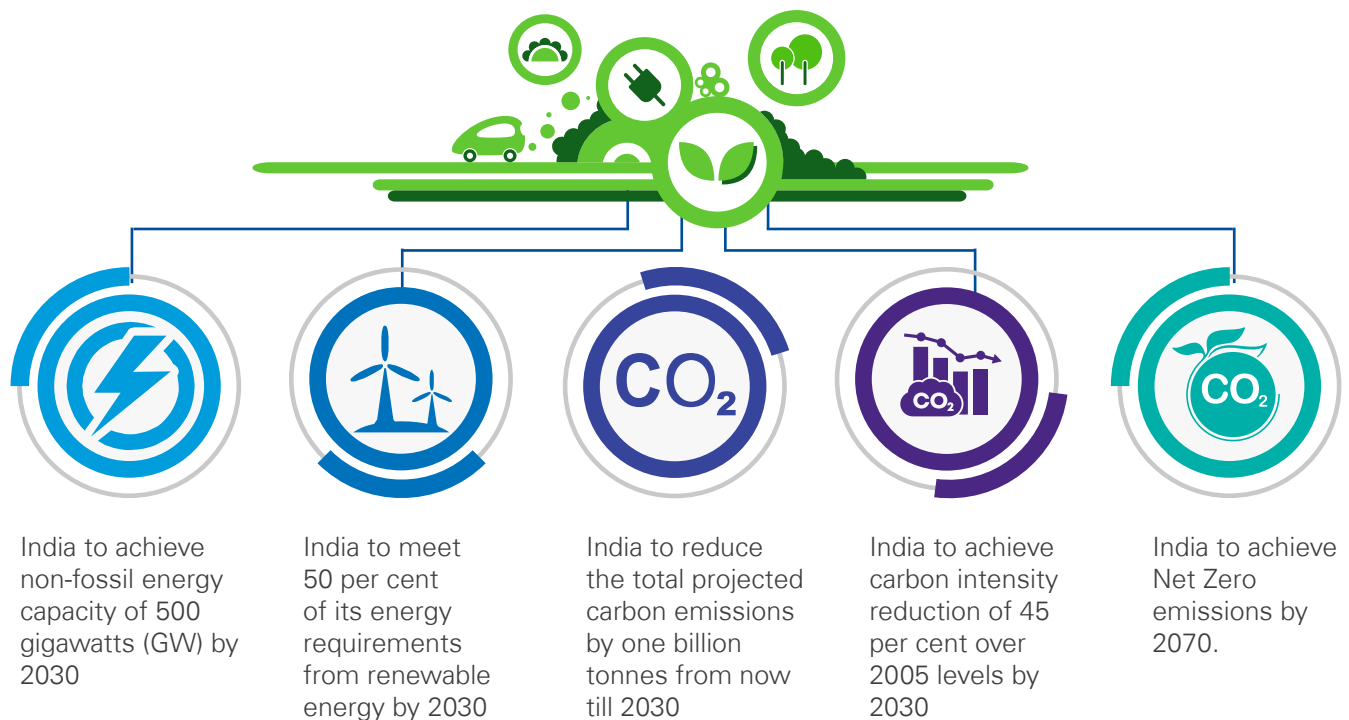 CO₂
CO₂
CO₂
India to achieve
non-fossil energy
capacity of 500
gigawatts (GW) by
2030
India to meet
50 per cent
of its energy
requirements
from renewable
energy by 2030
India to reduce
the total projected
carbon emissions
by one billion
tonnes from now
till 2030
India to achieve
carbon intensity
reduction of 45
per cent over
2005 levels by
2030
India to achieve
Net Zero
emissions by
2070.